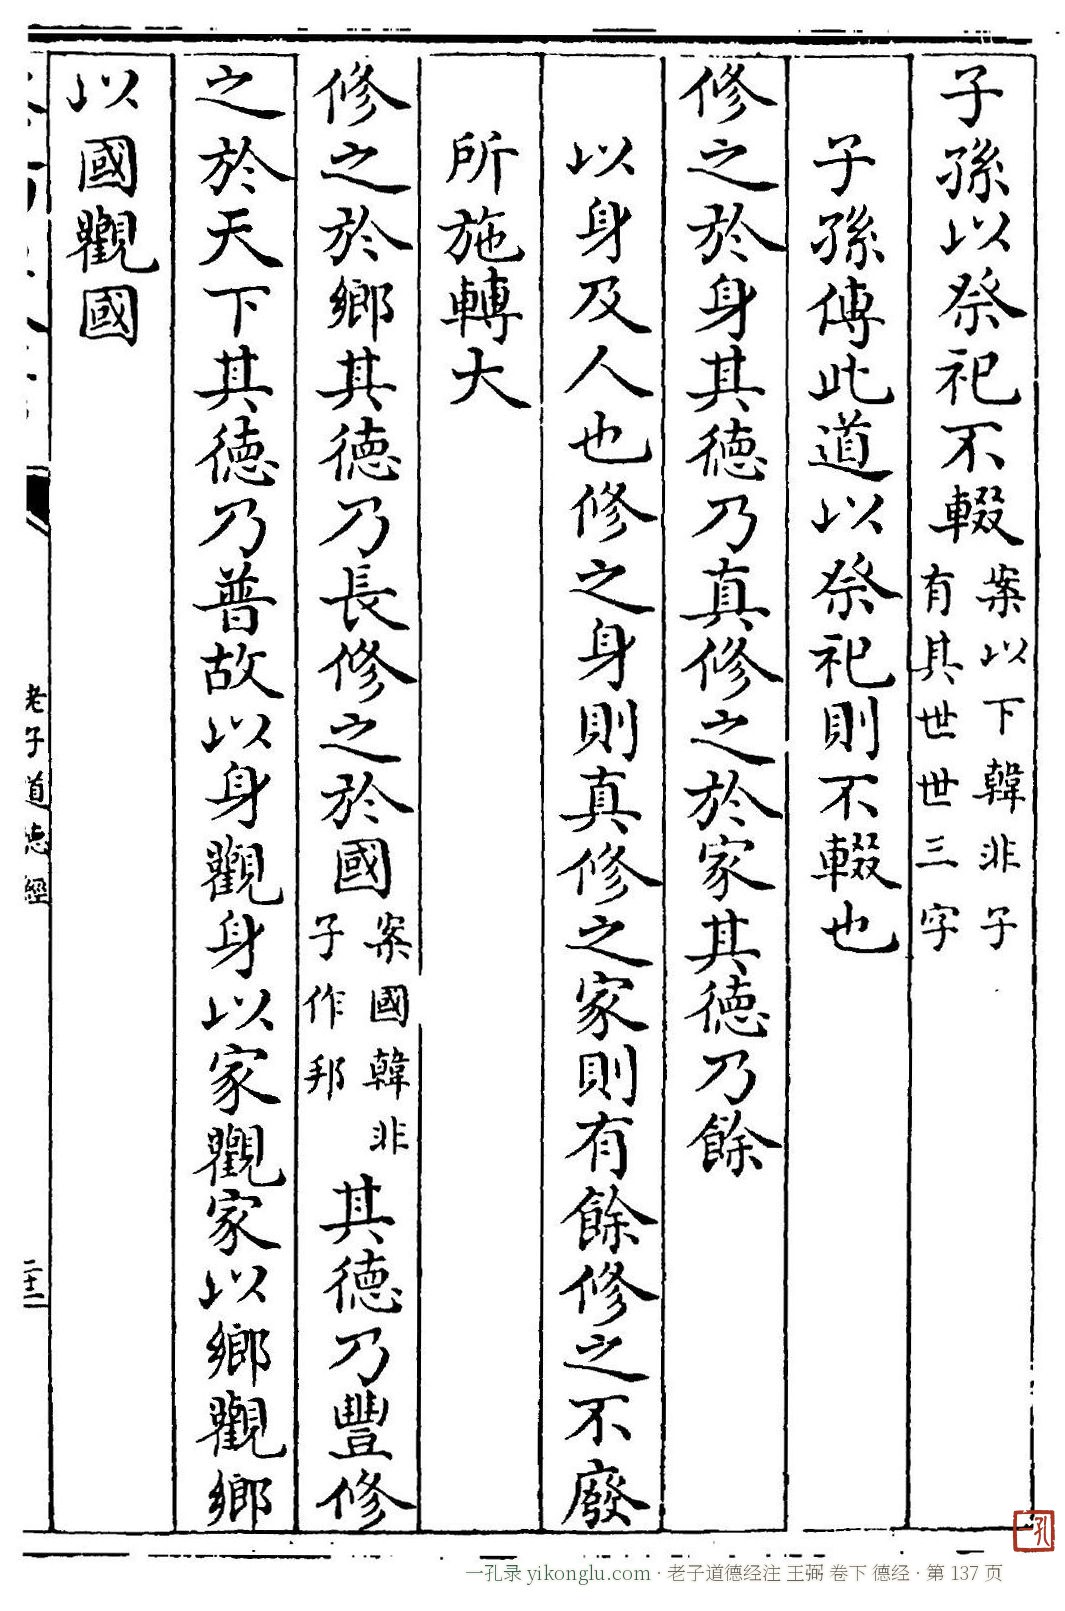 子孫以祭祀不輟案以下韓非子有其世世三字
子孫傳此道以祭祀則不輟也
修之於身其德乃真修之於家其德乃餘
以身及人也修之身則真修之家則有餘修之不廢
所施轉大
修之於鄉其德乃長修之於國案國韓非子作邦其德乃豐修
之於天下其德乃普故以身觀身以家觀家以鄉觀鄉
以國觀國
老子道德經
二十二
一孔
一孔录 yikonglu.com · 老子道德经注 王弼 卷下 德经 · 第 137 页